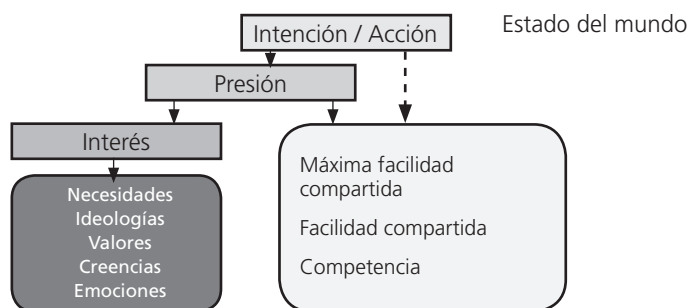 Intención / Acción
Estado del mundo
Presión
Interés
Necesidades
Ideologías
Valores
Creencias
Emociones
Máxima facilidad
compartida
Facilidad compartida
Competencia